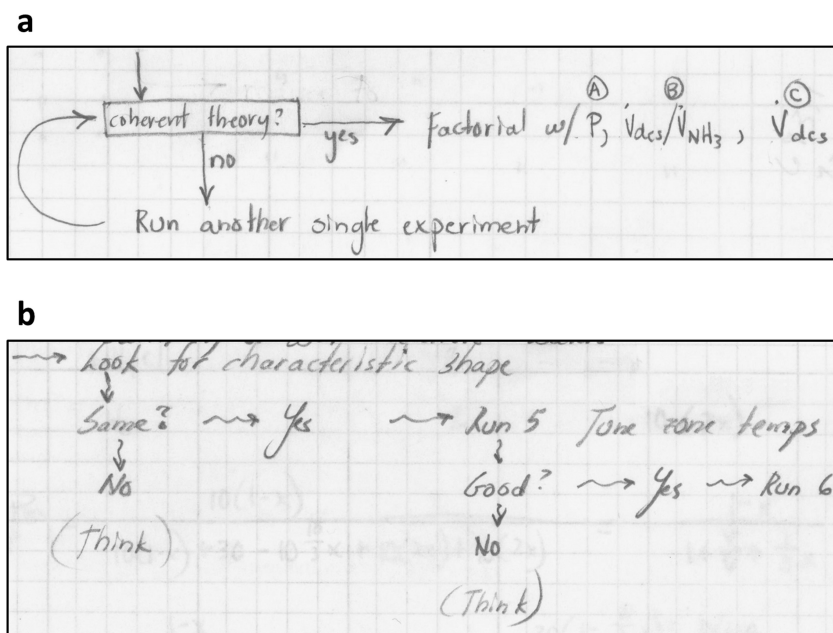 a
Ⓐ Ⓑ Ⓒ
coherent theory? yes Factorial w/ P, V̇dcs/V̇NH3, V̇dcs
no
Run another single experiment
b
Look for characteristic shape
Same? Yes Run 5 Tune zone temps
No Good? Yes Run 6
(Think) No
(Think)